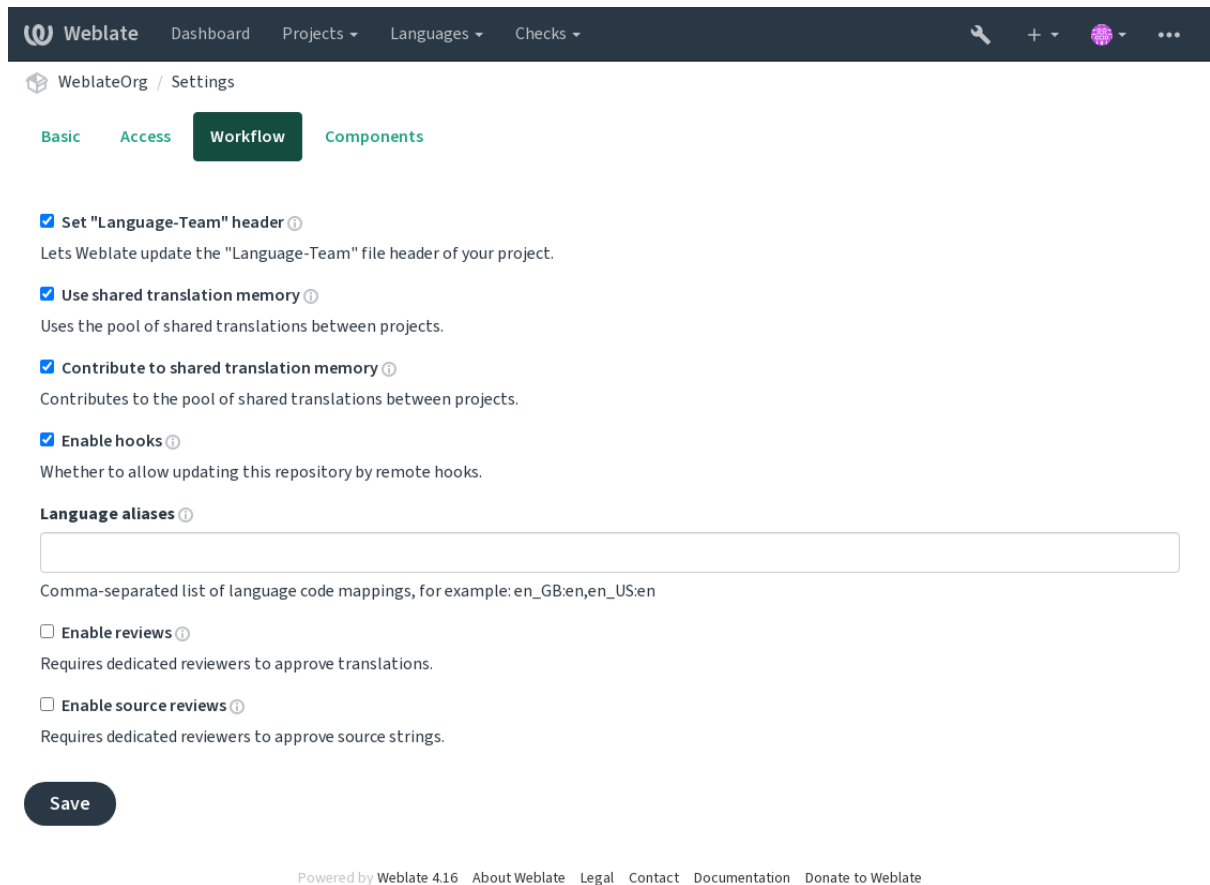 Weblate Dashboard Projects Languages Checks
WeblateOrg / Settings
Basic Access Workflow Components
Set "Language-Team" header
Lets Weblate update the "Language-Team" file header of your project.
Use shared translation memory
Uses the pool of shared translations between projects.
Contribute to shared translation memory
Contributes to the pool of shared translations between projects.
Enable hooks
Whether to allow updating this repository by remote hooks.
Language aliases
Comma-separated list of language code mappings, for example: en_GB:en,en_US:en
Enable reviews
Requires dedicated reviewers to approve translations.
Enable source reviews
Requires dedicated reviewers to approve source strings.
Save
Powered by Weblate 4.16 About Weblate Legal Contact Documentation Donate to Weblate